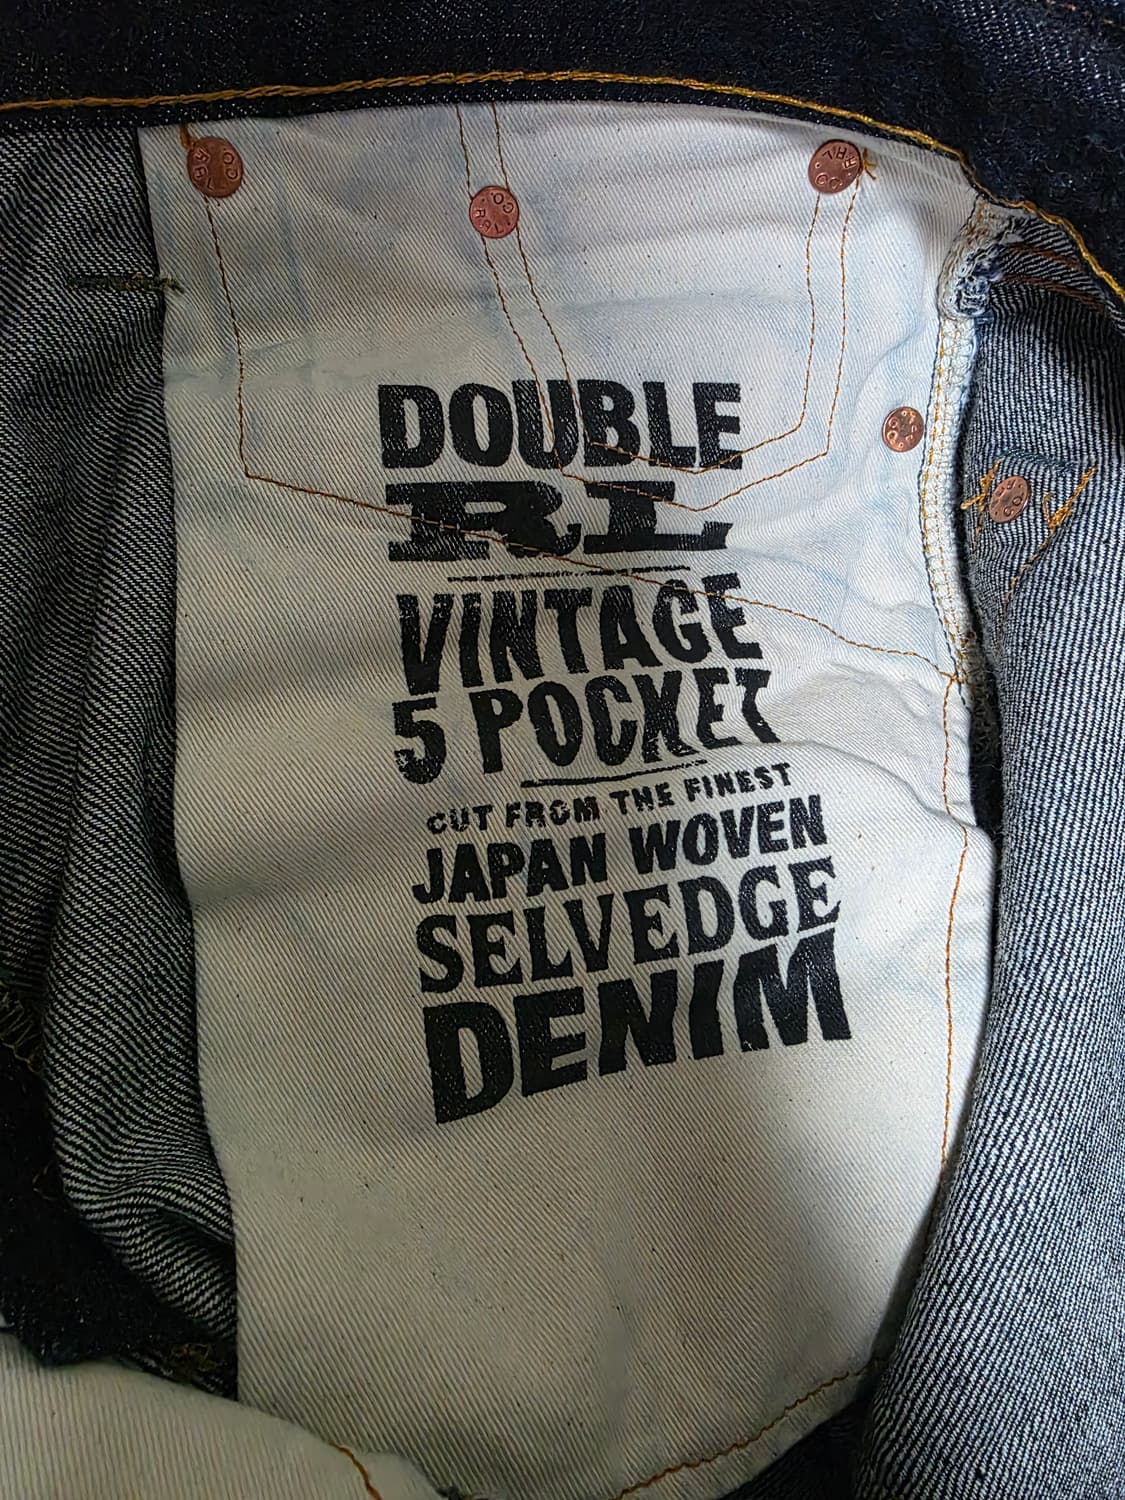 DOUBLE
RL
VINTAGE
5 POCKET
CUT FROM THE FINEST
JAPAN WOVEN
SELVEDGE
DENIM